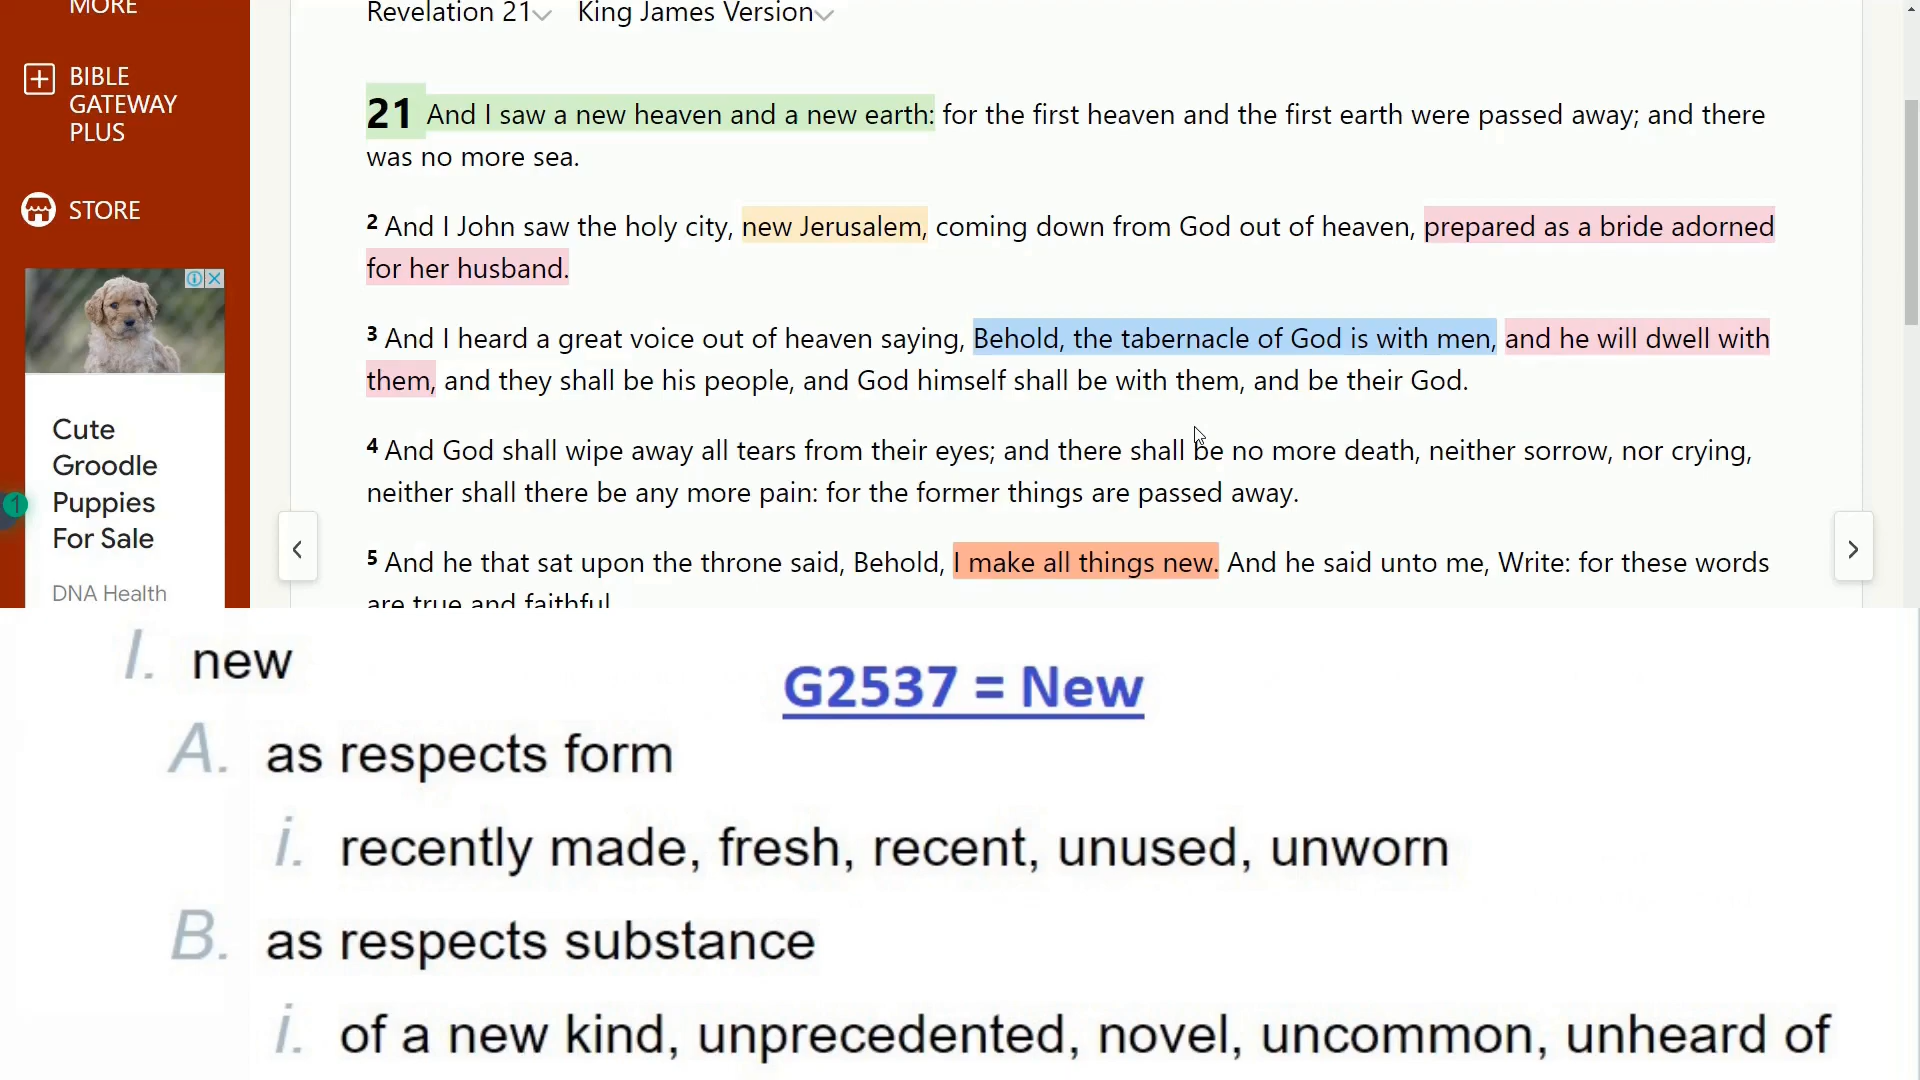 MORE
BIBLE
GATEWAY
PLUS
STORE
Cute
Groodle
Puppies
For Sale
DNA Health
1
Revelation 21 King James Version
21 And I saw a new heaven and a new earth: for the first heaven and the first earth were passed away; and there
was no more sea.
2 And I John saw the holy city, new Jerusalem, coming down from God out of heaven, prepared as a bride adorned
for her husband.
3 And I heard a great voice out of heaven saying, Behold, the tabernacle of God is with men, and he will dwell with
them, and they shall be his people, and God himself shall be with them, and be their God.
4 And God shall wipe away all tears from their eyes; and there shall be no more death, neither sorrow, nor crying,
neither shall there be any more pain: for the former things are passed away.
5 And he that sat upon the throne said, Behold, I make all things new. And he said unto me, Write: for these words
are true and faithful
I. new
G2537 = New
A. as respects form
i. recently made, fresh, recent, unused, unworn
B. as respects substance
i. of a new kind, unprecedented, novel, uncommon, unheard of